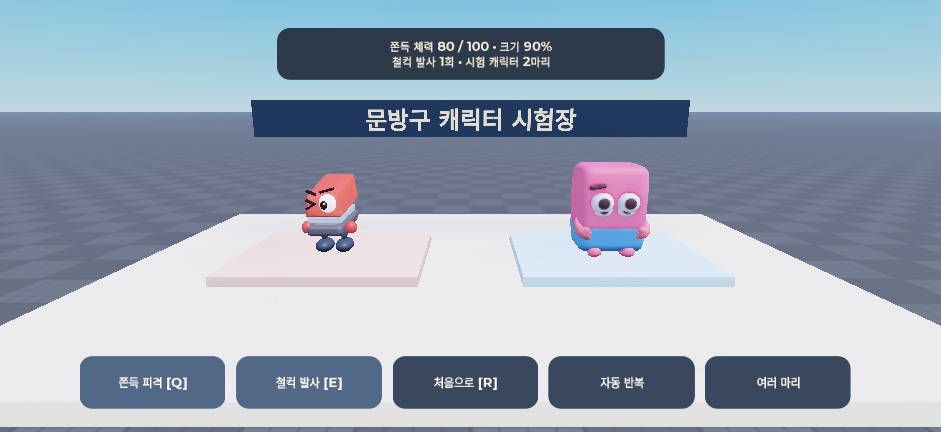 쫀득 체력 80 / 100 • 크기 90%
철컥 발사 1회 • 시험 캐릭터 2마리
문방구 캐릭터 시험장
쫀득 피격 [Q]
철컥 발사 [E]
처음으로 [R]
자동 반복
여러 마리